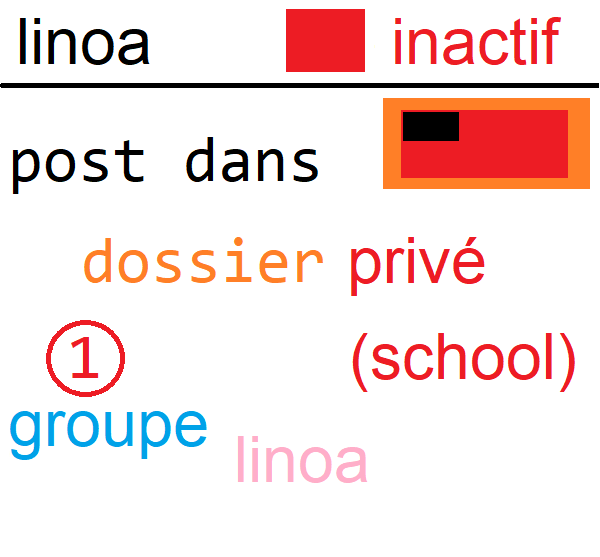 linoa inactif
post dans
dossier privé
1 (school)
groupe
linoa